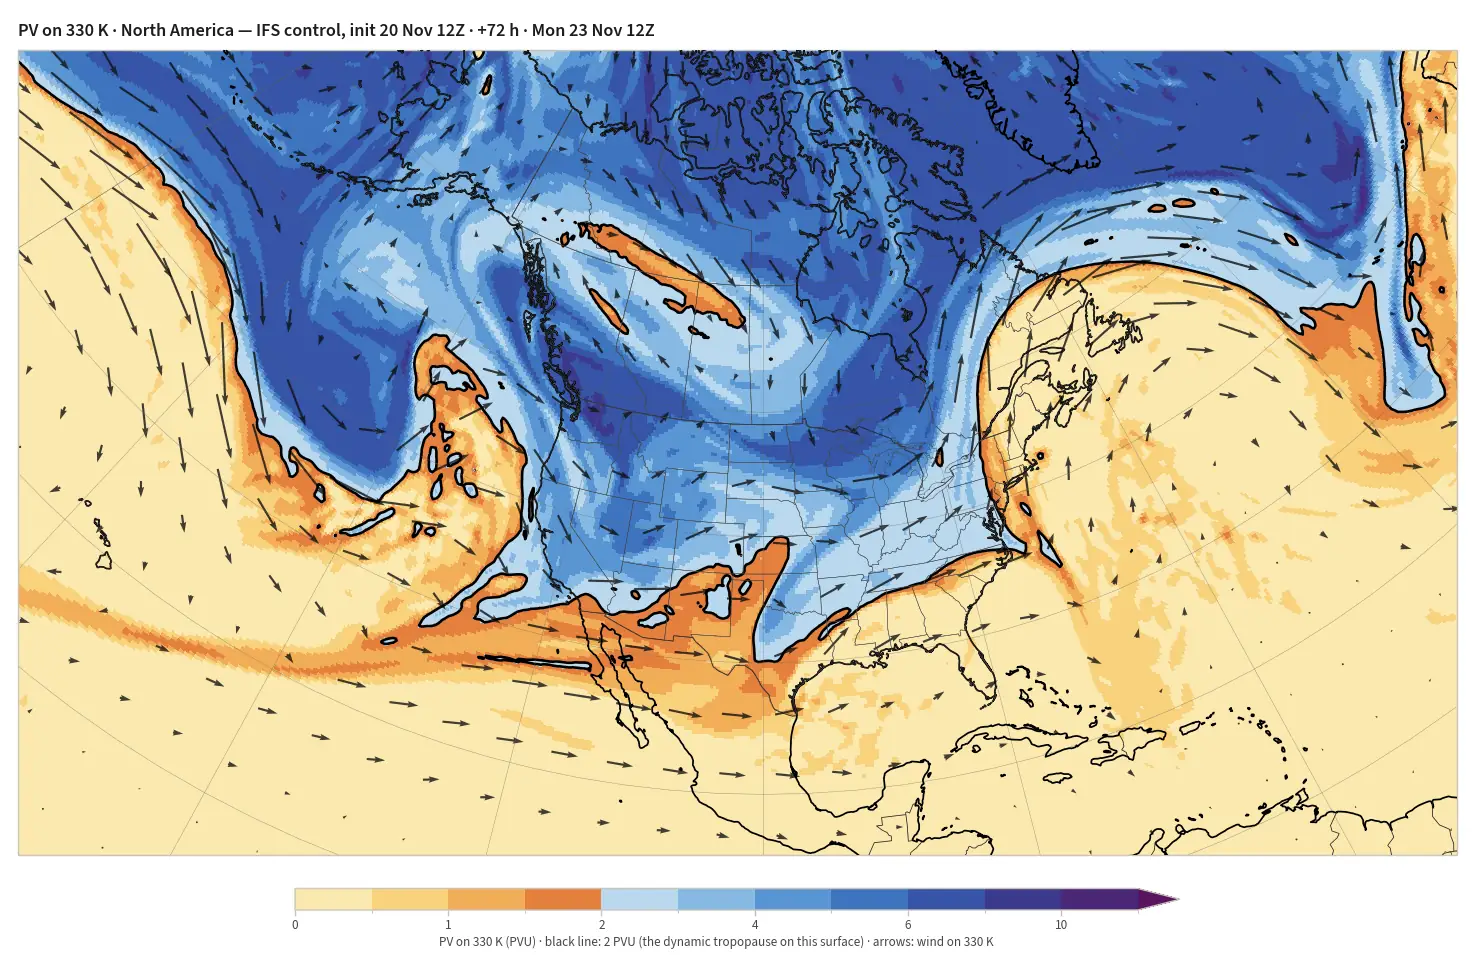 PV on 330 K · North America — IFS control, init 20 Nov 12Z · +72 h · Mon 23 Nov 12Z
0 1 2 4 6 10
PV on 330 K (PVU) · black line: 2 PVU (the dynamic tropopause on this surface) · arrows: wind on 330 K